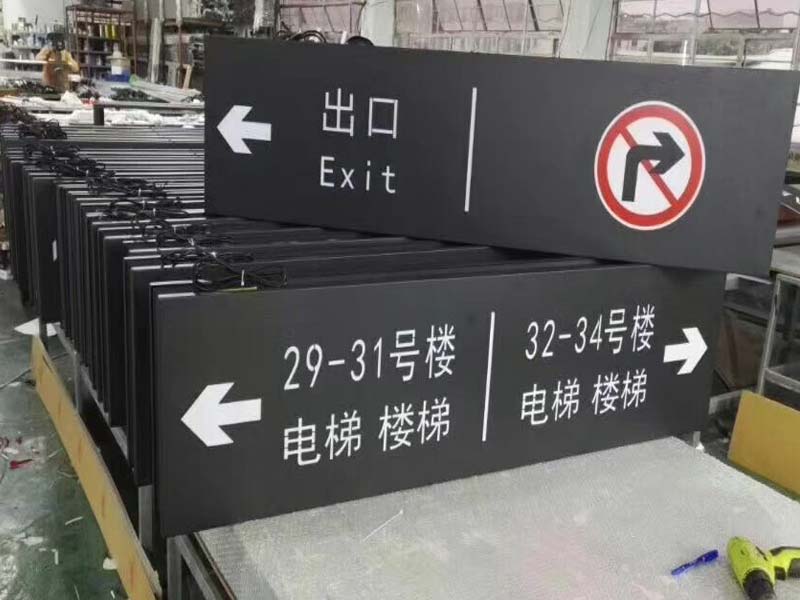 出口
Exit
29-31号楼
电梯 楼梯
32-34号楼
电梯 楼梯